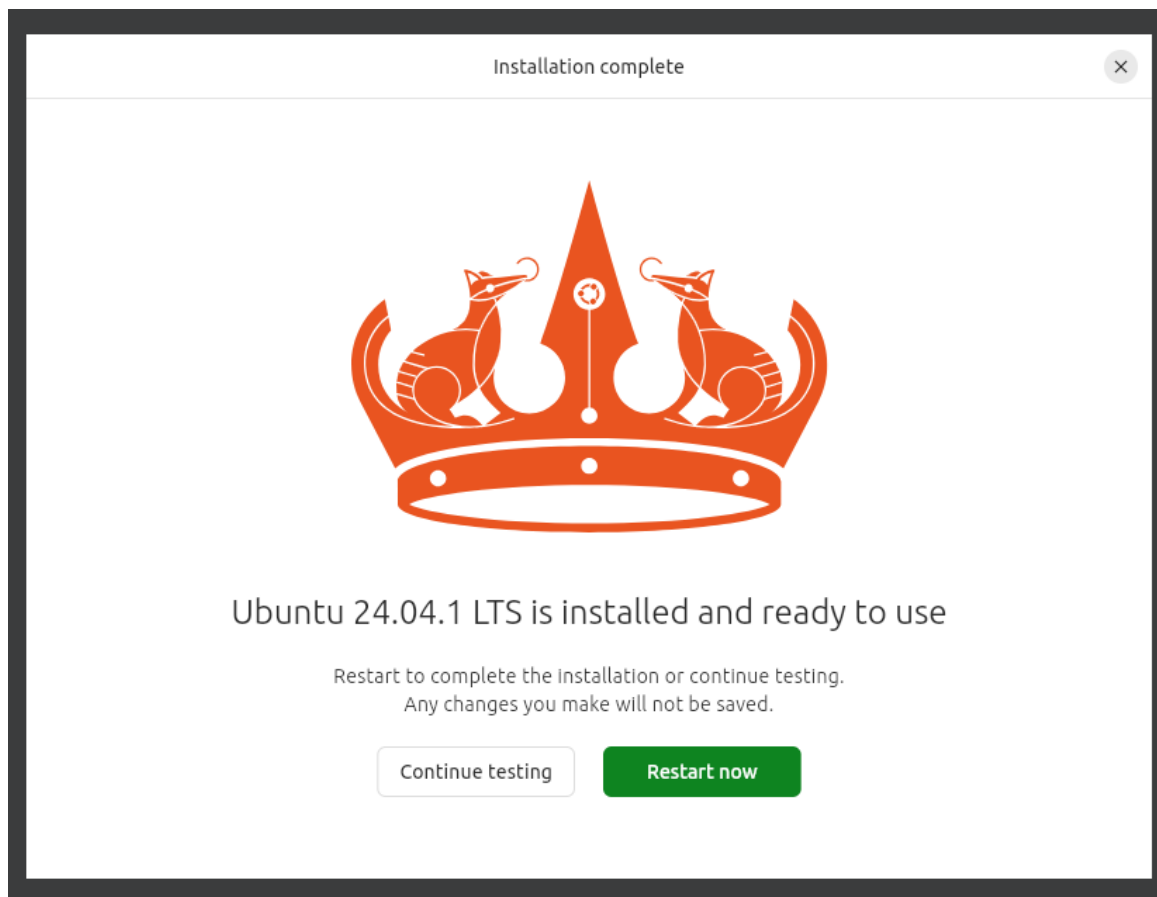 Installation complete
Ubuntu 24.04.1 LTS is installed and ready to use
Restart to complete the installation or continue testing.
Any changes you make will not be saved.
Continue testing
Restart now